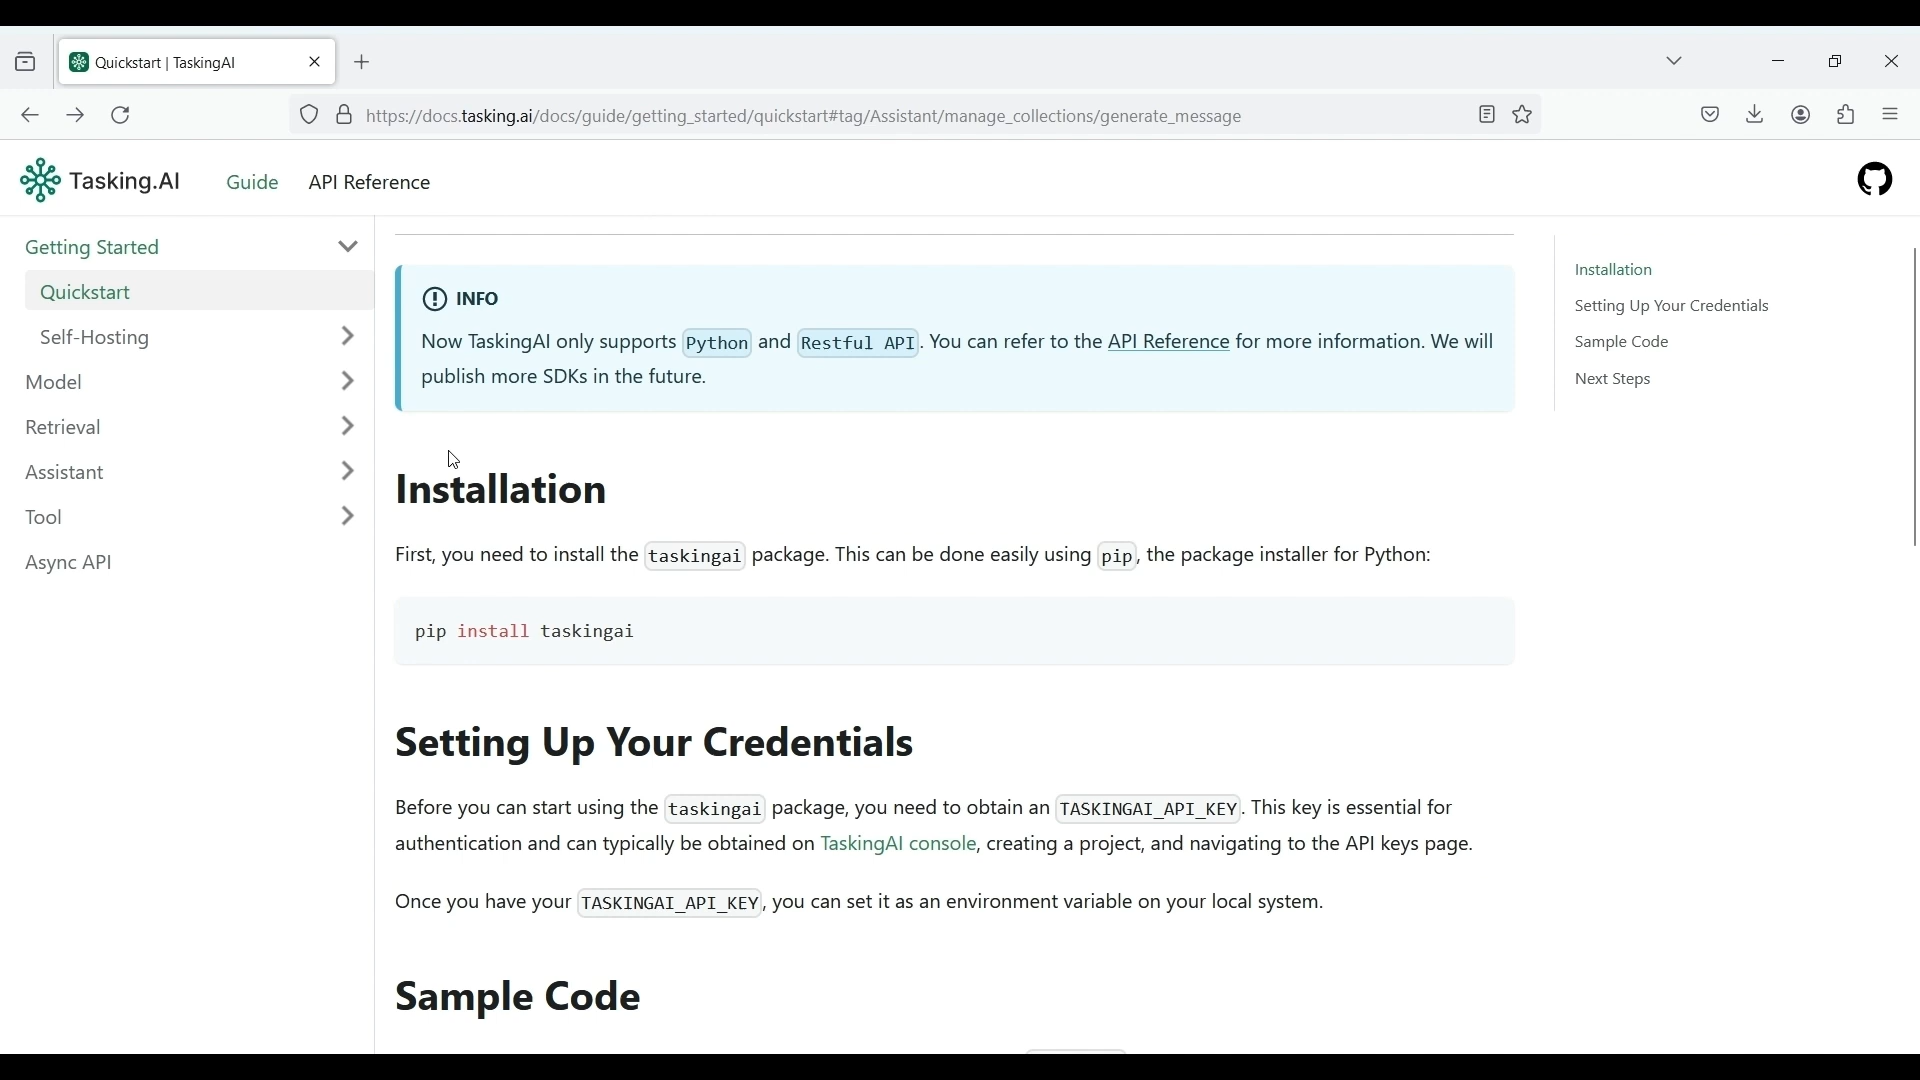 Quickstart | TaskingAI
https://docs.tasking.ai/docs/guide/getting_started/quickstart#tag/Assistant/manage_collections/generate_message
Tasking.AI
Guide
API Reference
Getting Started
Quickstart
Self-Hosting
Model
Retrieval
Assistant
Tool
Async API
INFO
Now TaskingAI only supports Python and Restful API. You can refer to the API Reference for more information. We will
publish more SDKs in the future.
Installation
First, you need to install the taskingai package. This can be done easily using pip, the package installer for Python:
pip install taskingai
Setting Up Your Credentials
Before you can start using the taskingai package, you need to obtain an TASKINGAI_API_KEY. This key is essential for
authentication and can typically be obtained on TaskingAI console, creating a project, and navigating to the API keys page.
Once you have your TASKINGAI_API_KEY, you can set it as an environment variable on your local system.
Sample Code
Installation
Setting Up Your Credentials
Sample Code
Next Steps